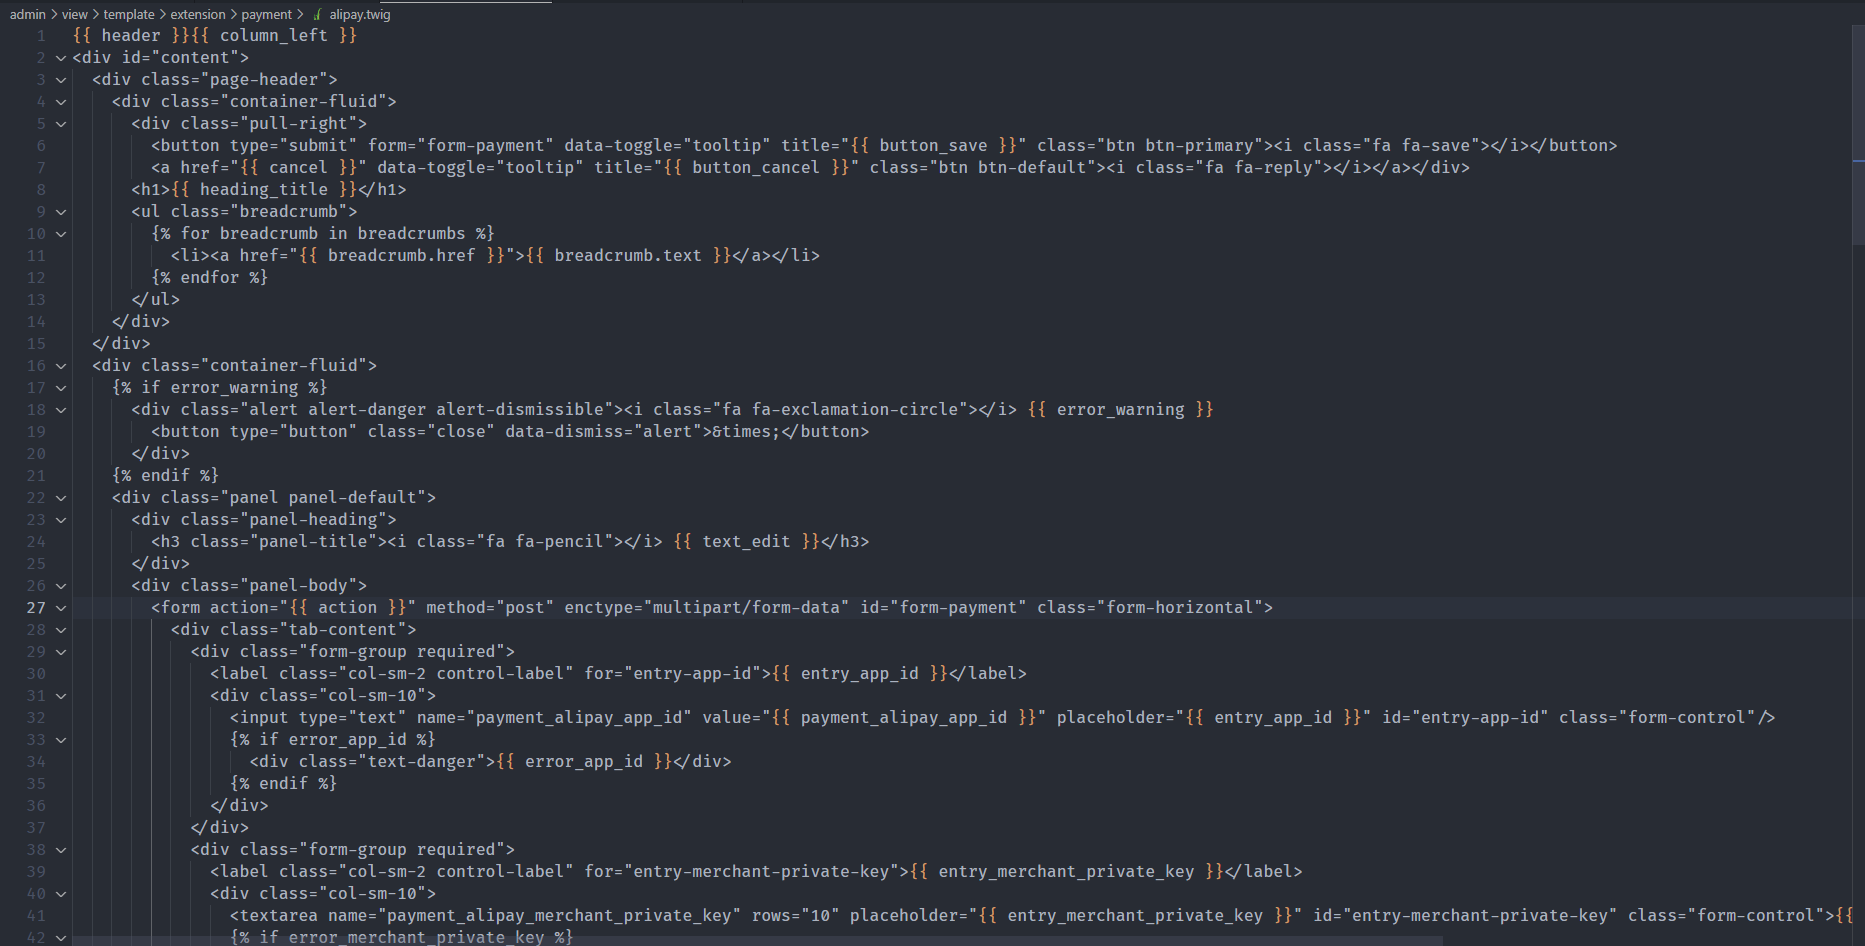 admin > view > template > extension > payment > alipay.twig
1 {{ header }}{{ column_left }}
2 <div id="content">
3 <div class="page-header">
4 <div class="container-fluid">
5 <div class="pull-right">
6 <button type="submit" form="form-payment" data-toggle="tooltip" title="{{ button_save }}" class="btn btn-primary"><i class="fa fa-save"></i></button>
7 <a href="{{ cancel }}" data-toggle="tooltip" title="{{ button_cancel }}" class="btn btn-default"><i class="fa fa-reply"></i></a></div>
8 <h1>{{ heading_title }}</h1>
9 <ul class="breadcrumb">
10 {% for breadcrumb in breadcrumbs %}
11 <li><a href="{{ breadcrumb.href }}">{{ breadcrumb.text }}</a></li>
12 {% endfor %}
13 </ul>
14 </div>
15 </div>
16 <div class="container-fluid">
17 {% if error_warning %}
18 <div class="alert alert-danger alert-dismissible"><i class="fa fa-exclamation-circle"></i> {{ error_warning }}
19 <button type="button" class="close" data-dismiss="alert">&times;</button>
20 </div>
21 {% endif %}
22 <div class="panel panel-default">
23 <div class="panel-heading">
24 <h3 class="panel-title"><i class="fa fa-pencil"></i> {{ text_edit }}</h3>
25 </div>
26 <div class="panel-body">
27 <form action="{{ action }}" method="post" enctype="multipart/form-data" id="form-payment" class="form-horizontal">
28 <div class="tab-content">
29 <div class="form-group required">
30 <label class="col-sm-2 control-label" for="entry-app-id">{{ entry_app_id }}</label>
31 <div class="col-sm-10">
32 <input type="text" name="payment_alipay_app_id" value="{{ payment_alipay_app_id }}" placeholder="{{ entry_app_id }}" id="entry-app-id" class="form-control"/>
33 {% if error_app_id %}
34 <div class="text-danger">{{ error_app_id }}</div>
35 {% endif %}
36 </div>
37 </div>
38 <div class="form-group required">
39 <label class="col-sm-2 control-label" for="entry-merchant-private-key">{{ entry_merchant_private_key }}</label>
40 <div class="col-sm-10">
41 <textarea name="payment_alipay_merchant_private_key" rows="10" placeholder="{{ entry_merchant_private_key }}" id="entry-merchant-private-key" class="form-control">{{
42 {% if error_merchant_private_key %}